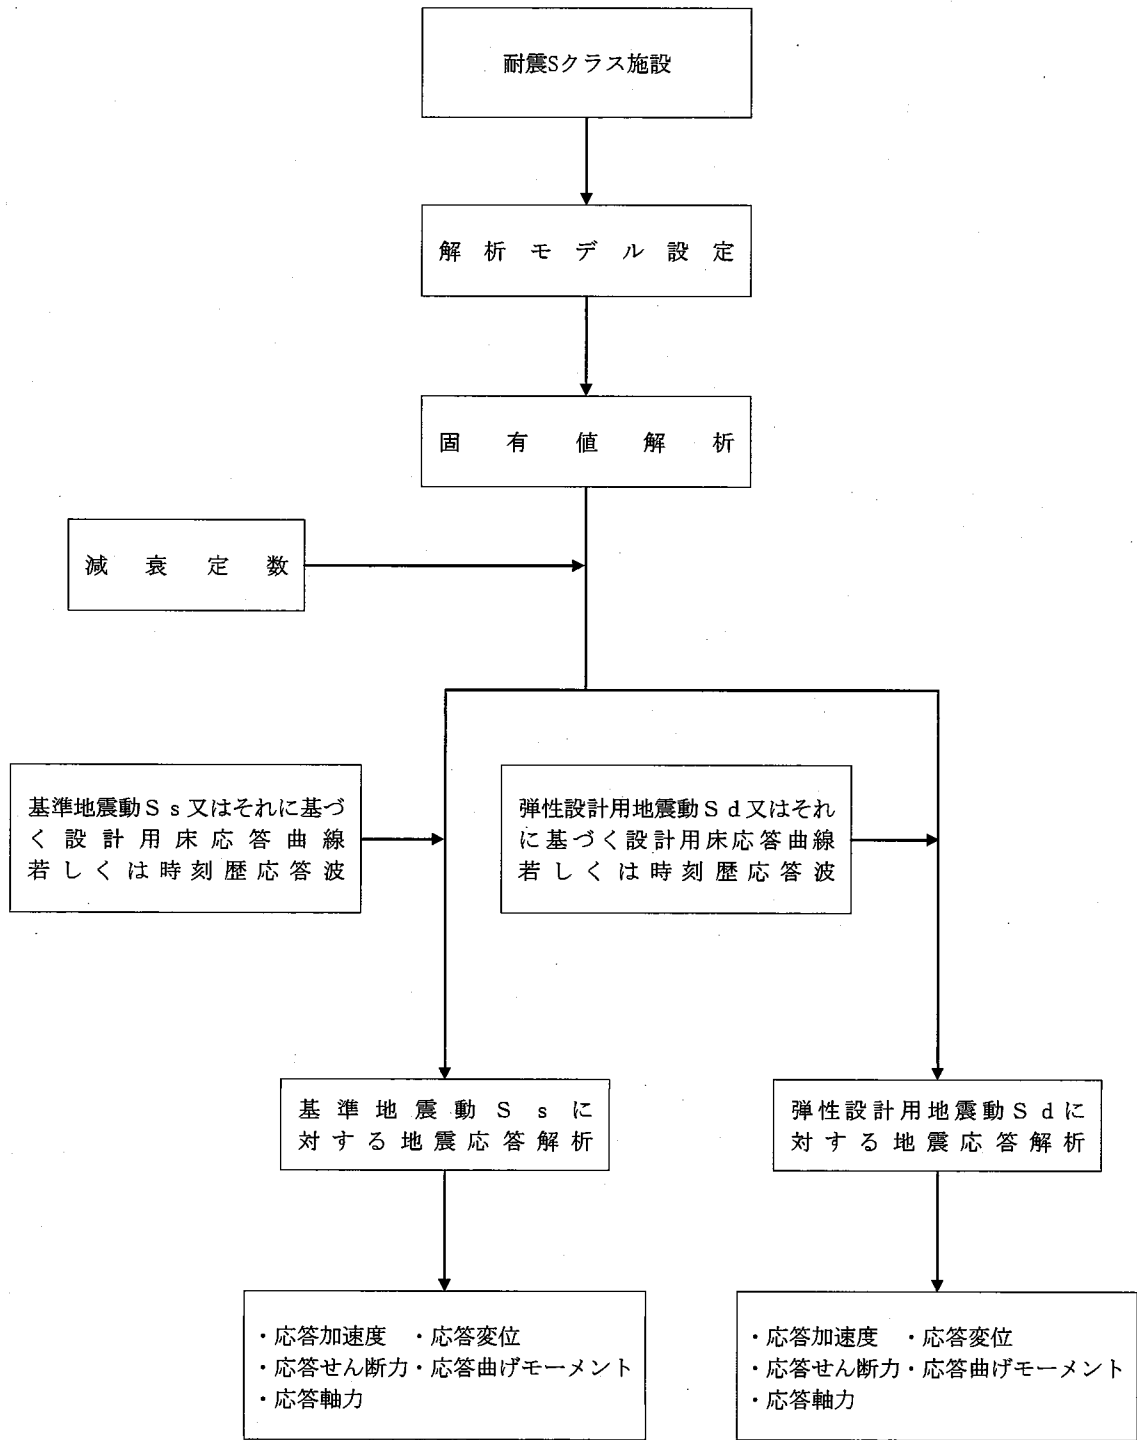 耐震Sクラス施設
解析モデル設定
固有値解析
減衰定数
基準地震動Ｓｓ又はそれに基づ
く設計用床応答曲線
若しくは時刻歴応答波
弾性設計用地震動Ｓｄ又はそれ
に基づく設計用床応答曲線
若しくは時刻歴応答波
基準地震動Ｓｓに
対する地震応答解析
弾性設計用地震動Ｓｄに
対する地震応答解析
・応答加速度　・応答変位
・応答せん断力・応答曲げモーメント
・応答軸力
・応答加速度　・応答変位
・応答せん断力・応答曲げモーメント
・応答軸力